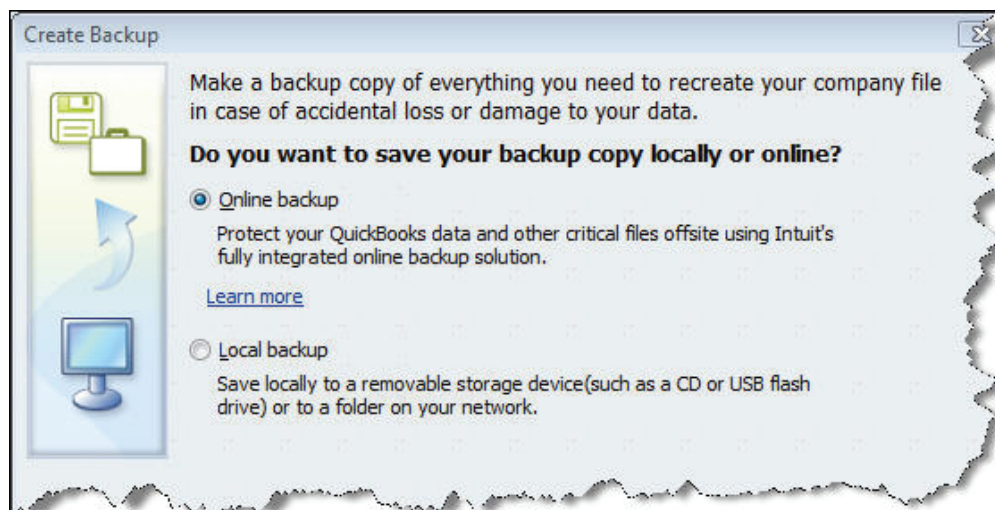 Create Backup
Make a backup copy of everything you need to recreate your company file
in case of accidental loss or damage to your data.
Do you want to save your backup copy locally or online?
Online backup
Protect your QuickBooks data and other critical files offsite using Intuit's
fully integrated online backup solution.
Learn more
Local backup
Save locally to a removable storage device(such as a CD or USB flash
drive) or to a folder on your network.